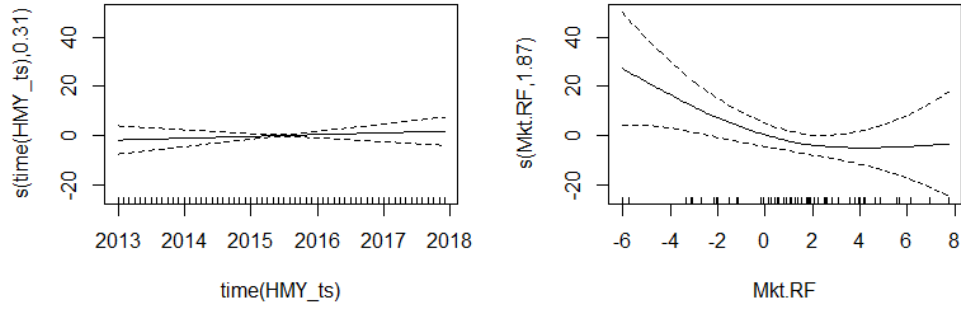 s(time(HMY_ts),0.31)
40
20
0
-20
2013 2014 2015 2016 2017 2018
time(HMY_ts)
s(Mkt.RF,1.87)
40
20
0
-20
-6 -4 -2 0 2 4 6 8
Mkt.RF